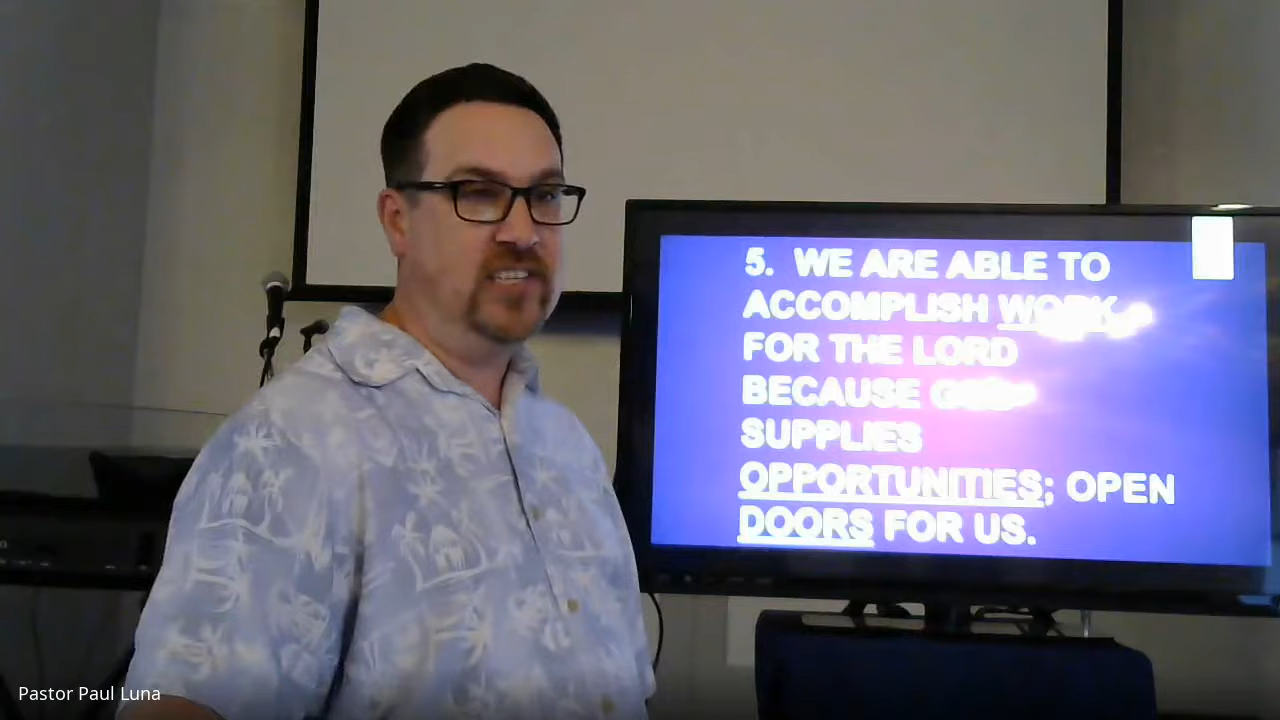 5. WE ARE ABLE TO
ACCOMPLISH WORK
FOR THE LORD
BECAUSE
SUPPLIES
OPPORTUNITIES; OPEN
DOORS FOR US.
Pastor Paul Luna